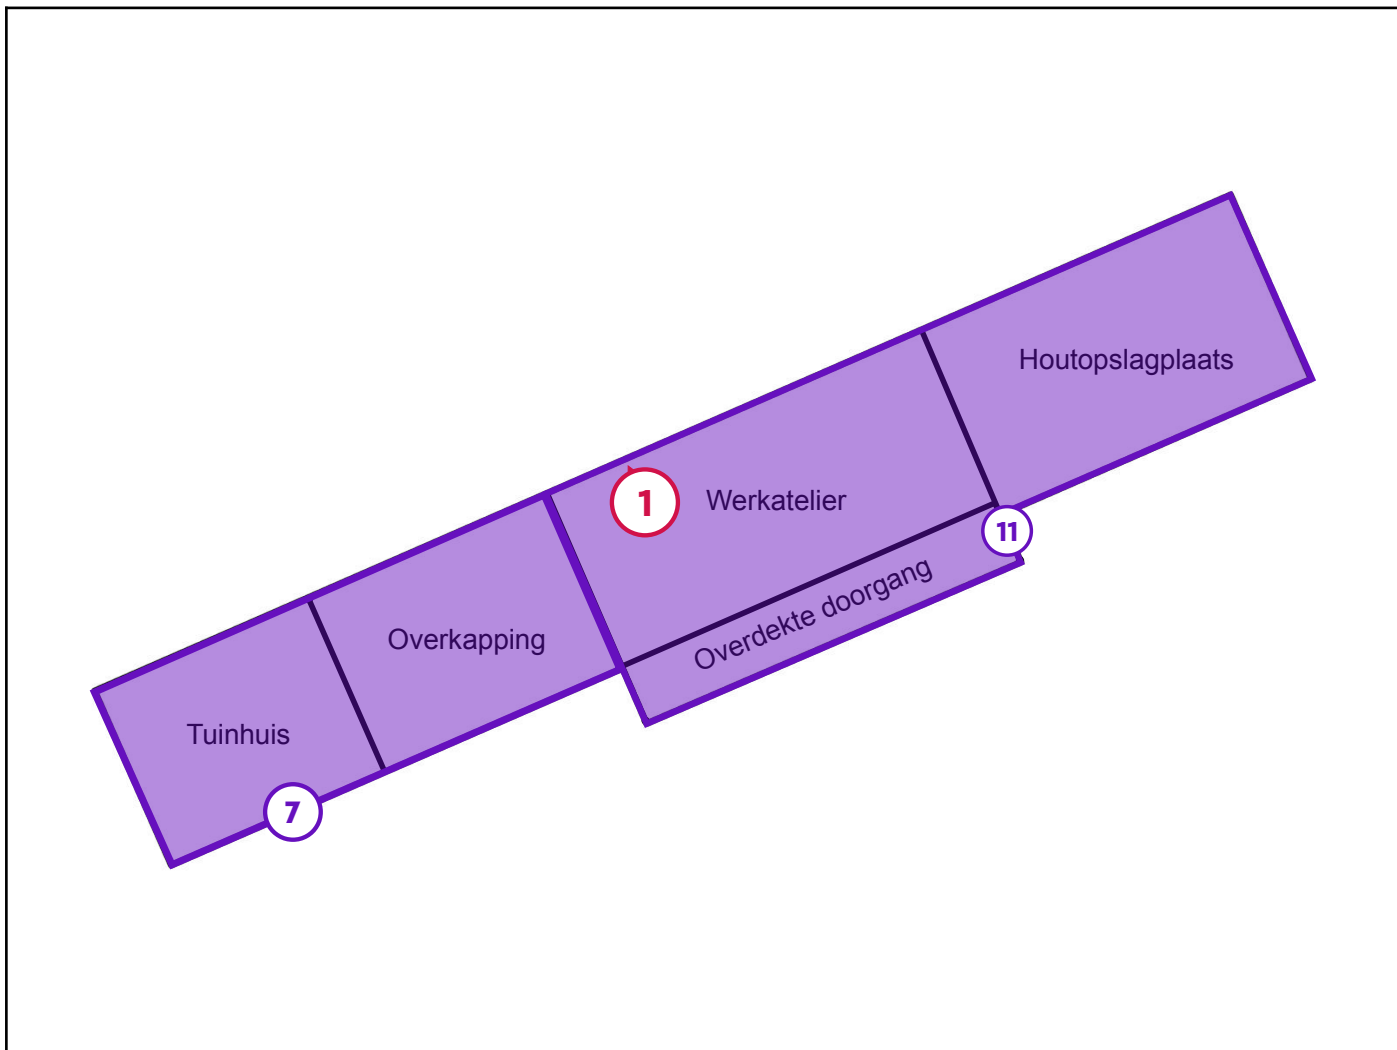 Houtopslagplaats
1
Werkatelier
11
Overdekte doorgang
Overkapping
Tuinhuis
7